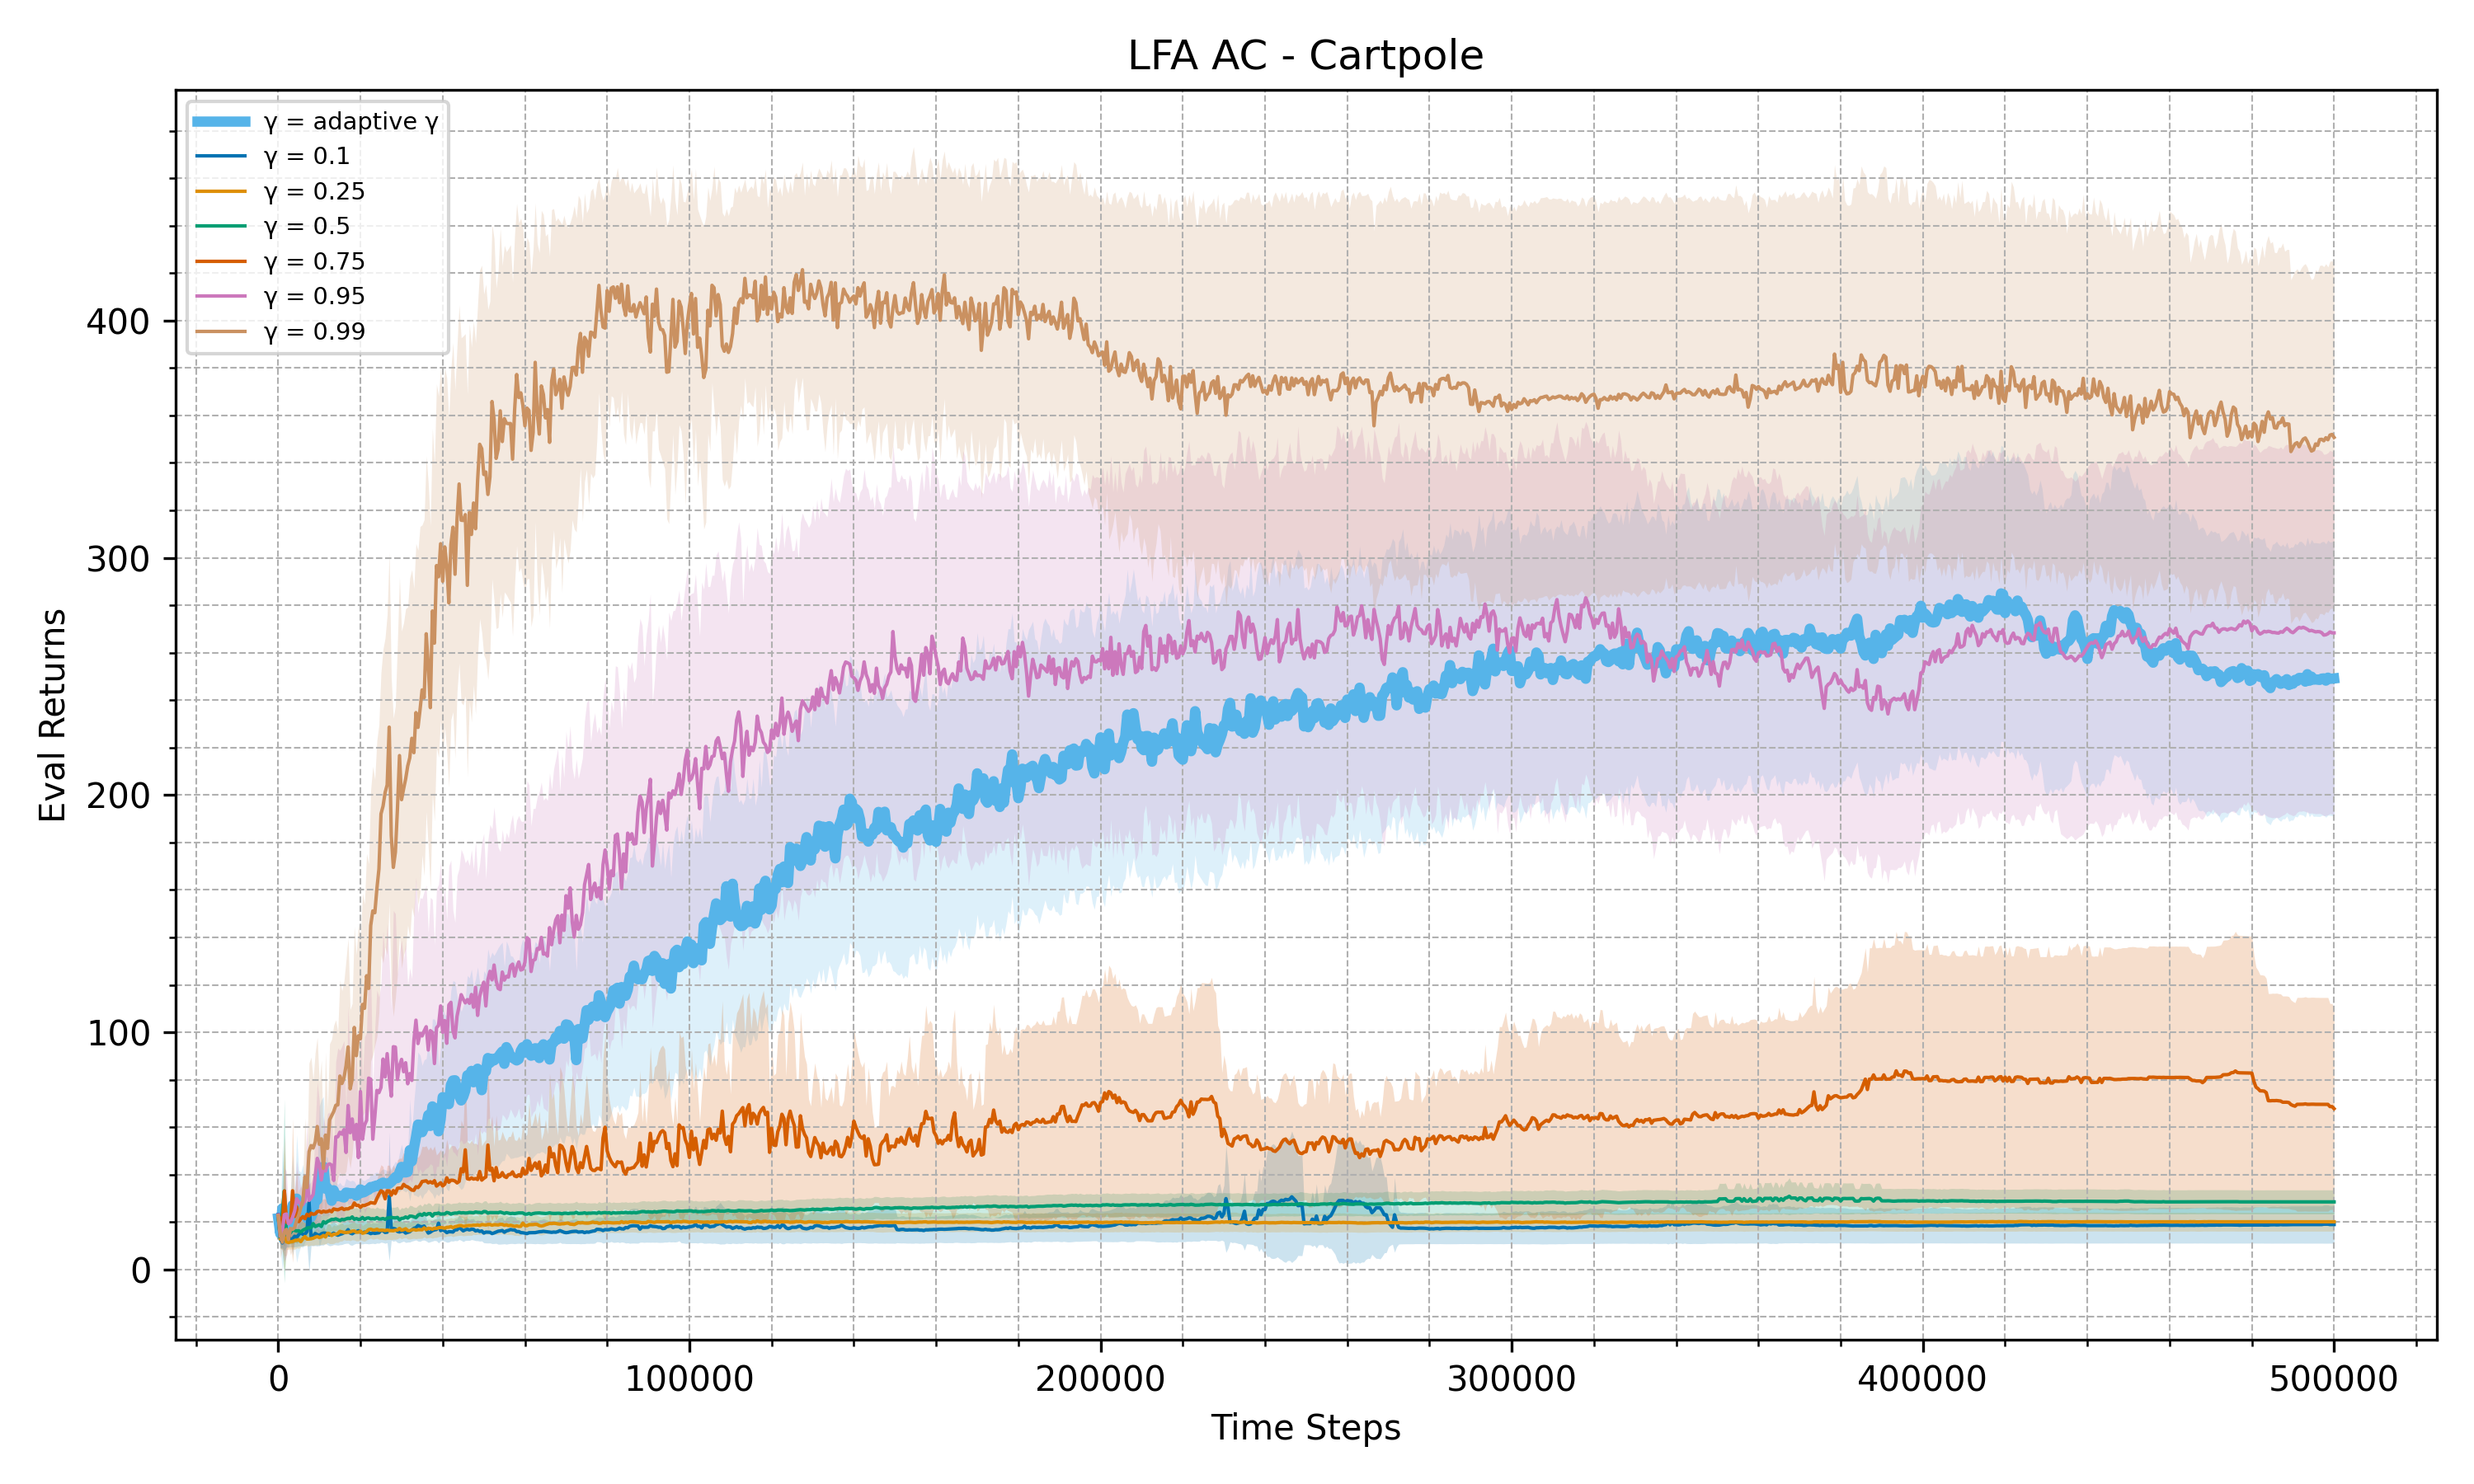 LFA AC - Cartpole
γ = adaptive γ
γ = 0.1
γ = 0.25
γ = 0.5
γ = 0.75
γ = 0.95
γ = 0.99
Eval Returns
400
300
200
100
0
0 100000 200000 300000 400000 500000
Time Steps